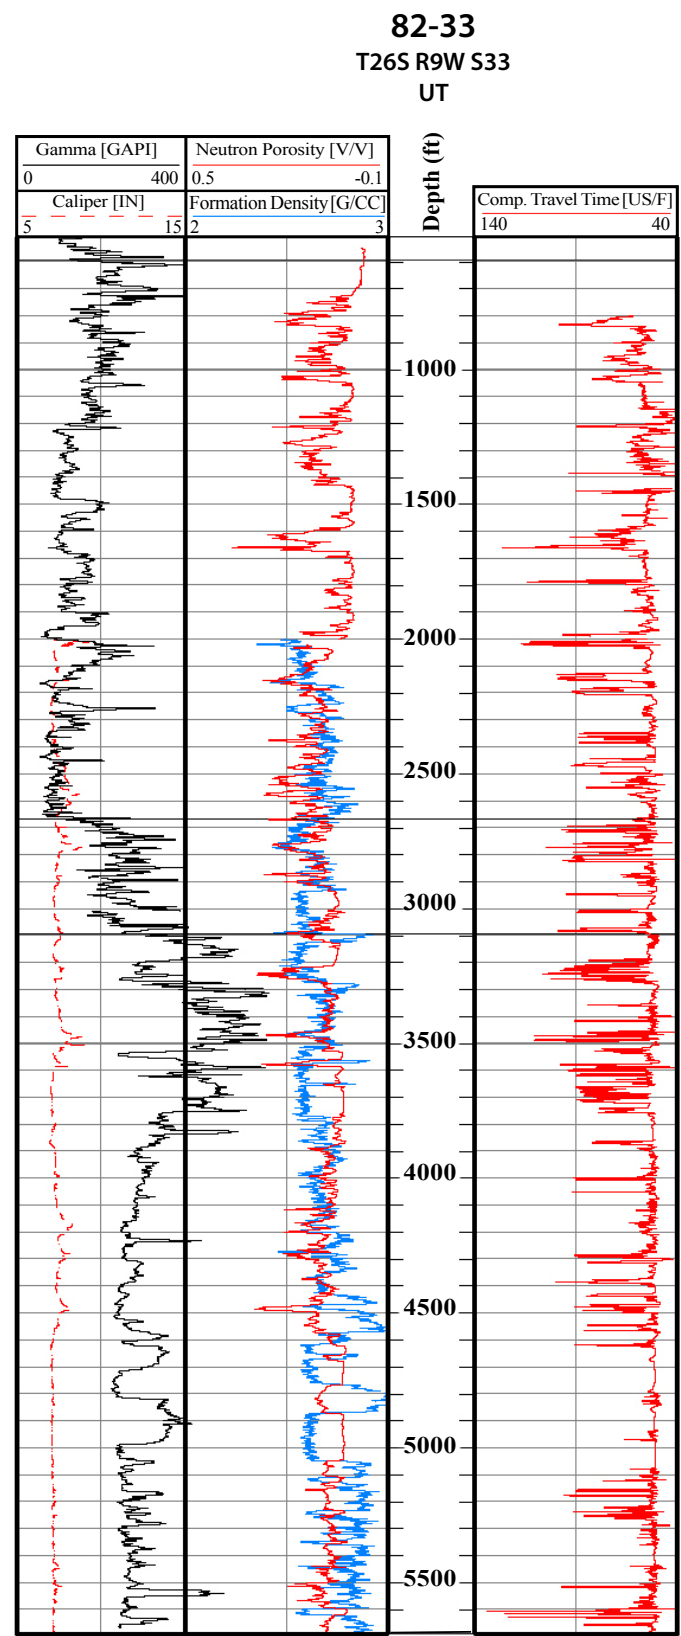 82-33
T26S R9W S33
UT
Gamma [GAPI]
0 400
Caliper [IN]
5 15
Neutron Porosity [V/V]
0.5 -0.1
Formation Density [G/CC]
2 3
Depth (ft)
Comp. Travel Time [US/F]
140 40
1000
1500
2000
2500
3000
3500
4000
4500
5000
5500